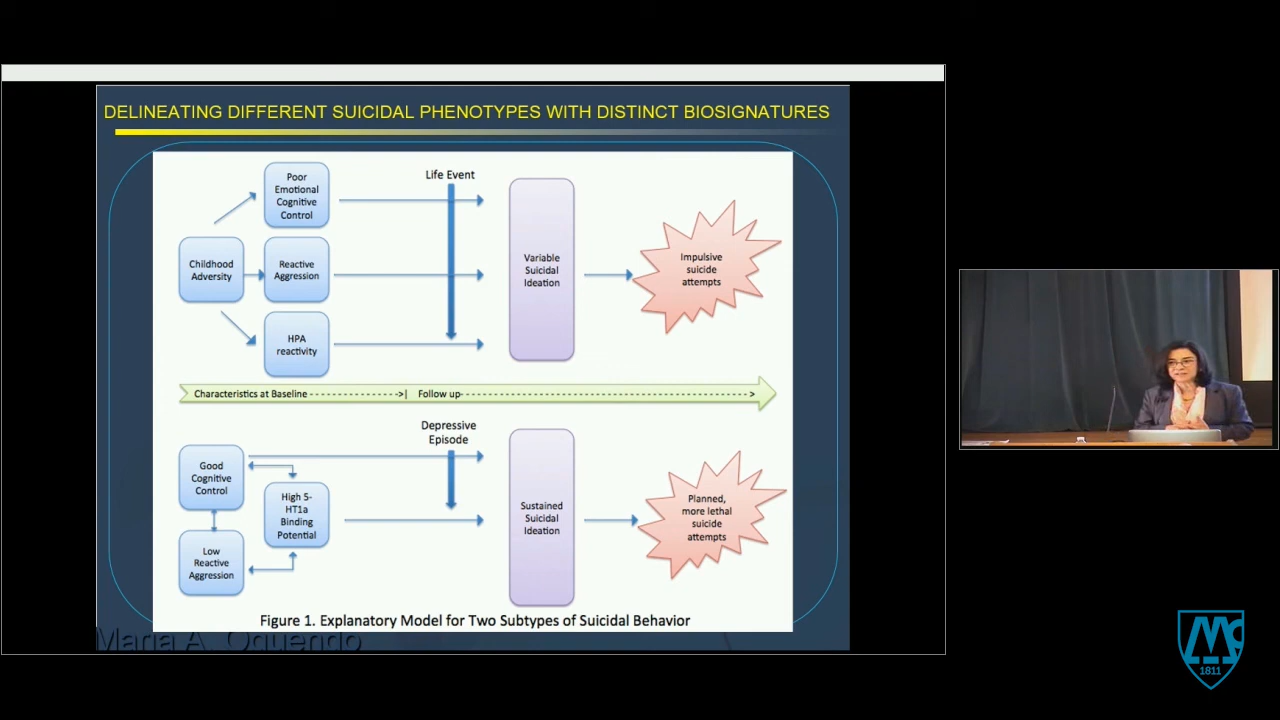 DELINEATING DIFFERENT SUICIDAL PHENOTYPES WITH DISTINCT BIOSIGNATURES
Poor
Emotional
Cognitive
Control
Life Event
Childhood
Adversity
Reactive
Aggression
Variable
Suicidal
Ideation
Impulsive
suicide
attempts
HPA
reactivity
Characteristics at Baseline - - - - - - - - - - - - - - - ->| Follow up- - - - - - - - - - - - - - - - - - - - - - - - - - - - - - - - - - - - - - - - - - - - - - - - >
Depressive
Episode
Good
Cognitive
Control
High 5-
HT1a
Binding
Potential
Low
Reactive
Aggression
Sustained
Suicidal
Ideation
Planned,
more lethal
suicide
attempts
Figure 1. Explanatory Model for Two Subtypes of Suicidal Behavior
Maria A. Oquendo
1811